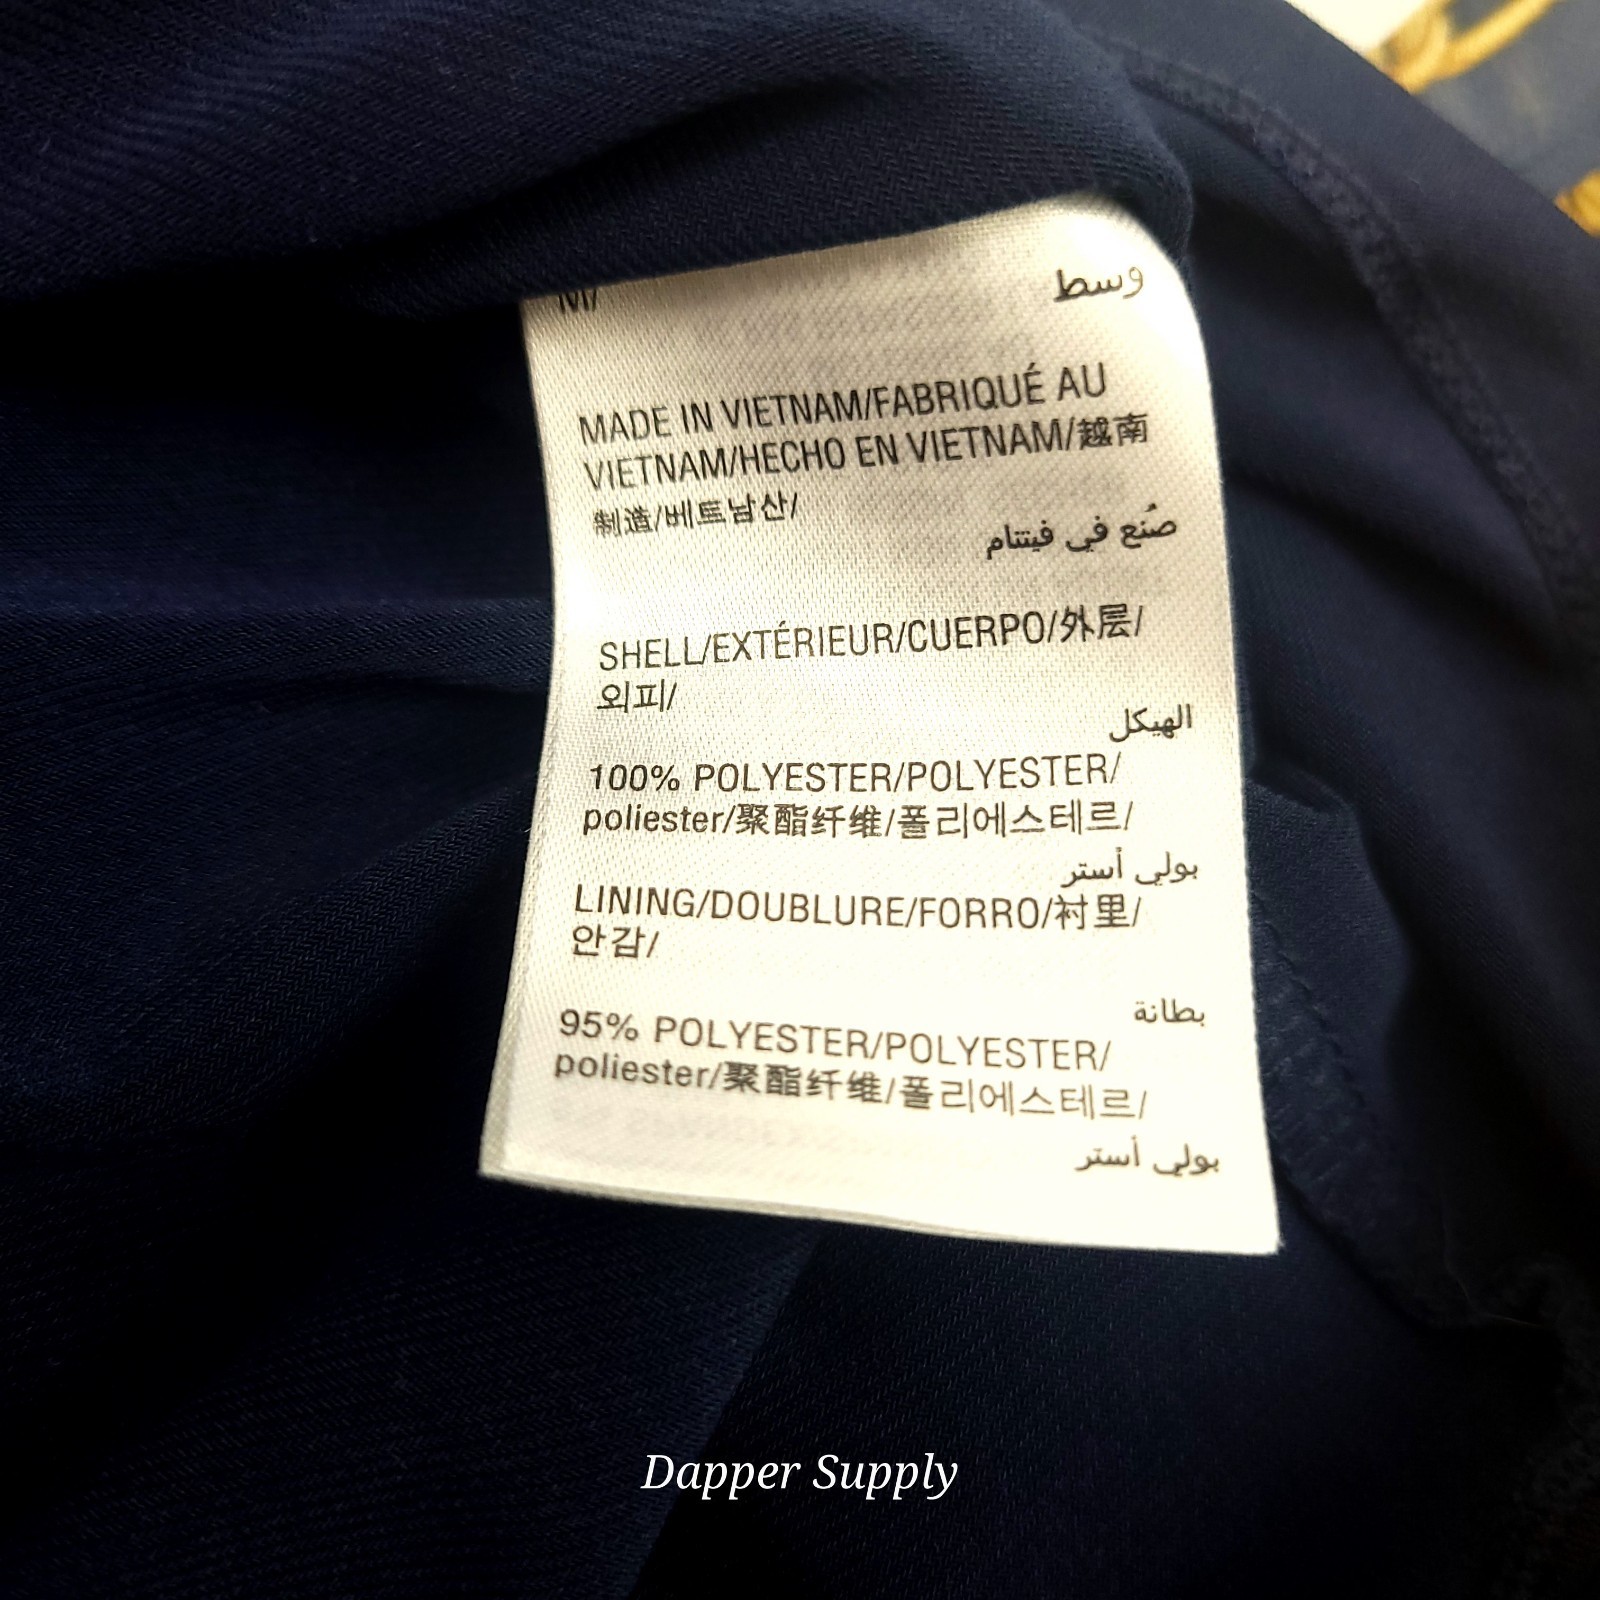 M/
وسط
MADE IN VIETNAM/FABRIQUÉ AU
VIETNAM/HECHO EN VIETNAM/越南
制造/베트남산/
صُنع في فيتنام
SHELL/EXTÉRIEUR/CUERPO/外层/
외피/
الهيكل
100% POLYESTER/POLYESTER/
poliester/聚酯纤维/폴리에스테르/
بولي أستر
LINING/DOUBLURE/FORRO/衬里/
안감/
بطانة
95% POLYESTER/POLYESTER/
poliester/聚酯纤维/폴리에스테르/
بولي أستر
Dapper Supply